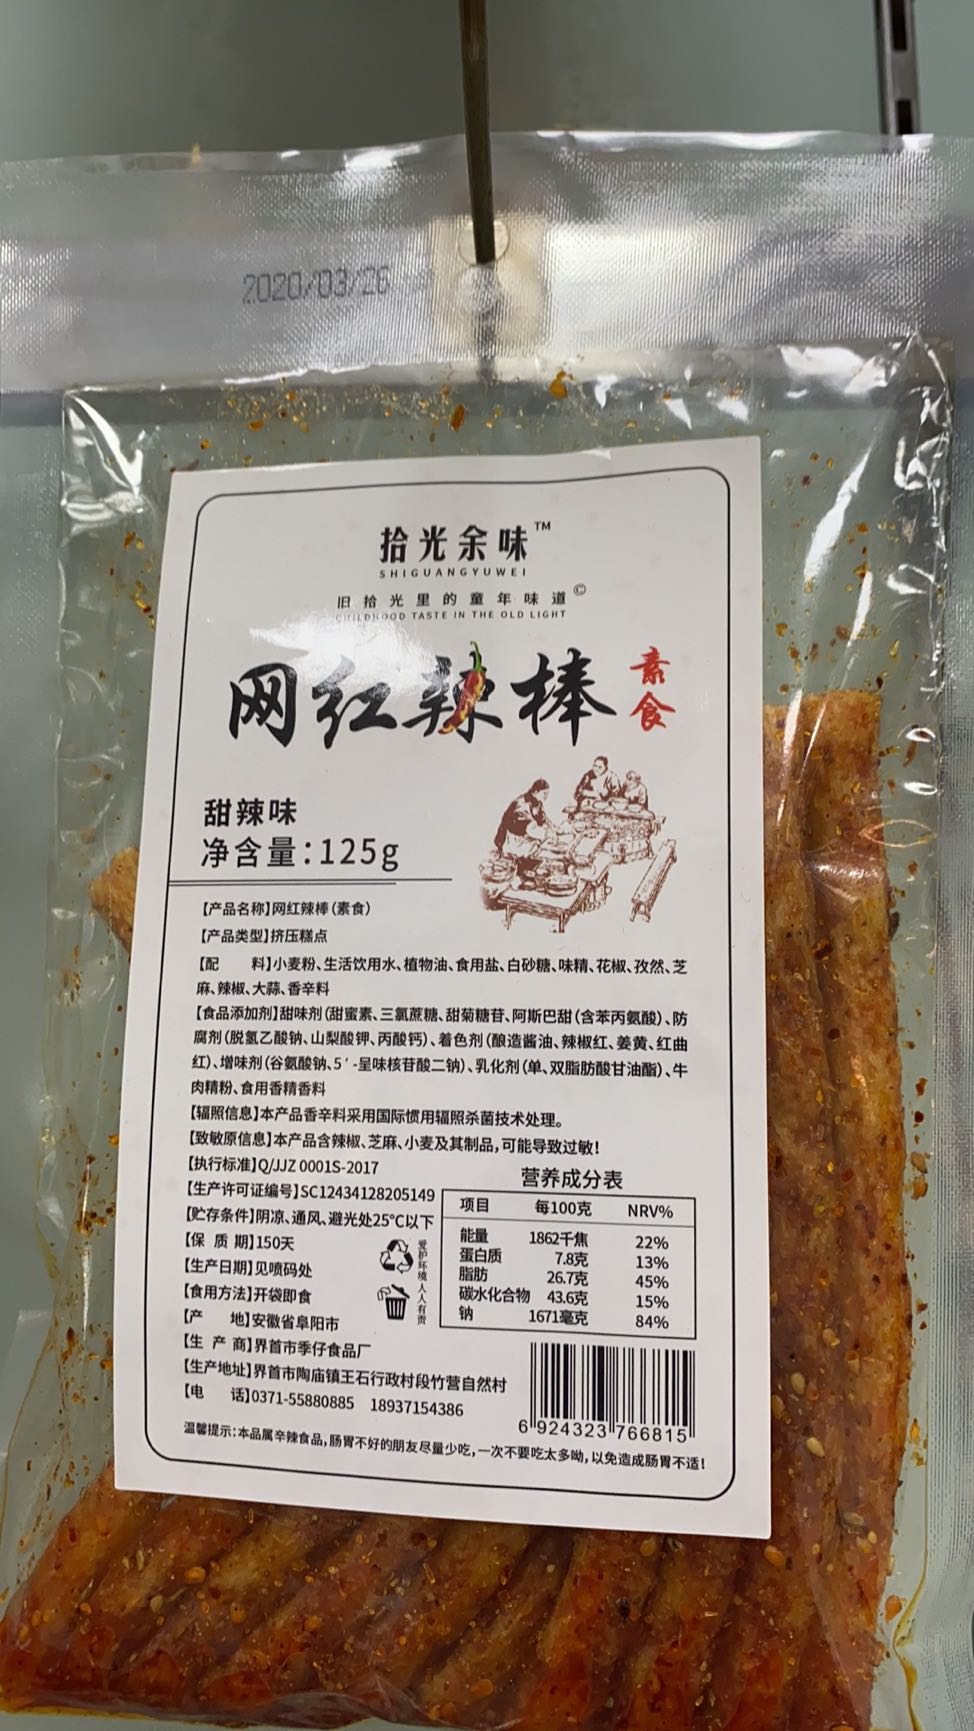 2020/03/26
拾光余味™
SHIGUANGYUWEI
旧拾光里的童年味道©
CHILDHOOD TASTE IN THE OLD LIGHT
网红辣棒
素食
甜辣味
净含量:125g
【产品名称】网红辣棒(素食)
【产品类型】挤压糕点
【配 料】小麦粉、生活饮用水、植物油、食用盐、白砂糖、味精、花椒、孜然、芝
麻、辣椒、大蒜、香辛料
【食品添加剂】甜味剂(甜蜜素、三氯蔗糖、甜菊糖苷、阿斯巴甜(含苯丙氨酸)、防
腐剂(脱氢乙酸钠、山梨酸钾、丙酸钙)、着色剂(酿造酱油、辣椒红、姜黄、红曲
红)、增味剂(谷氨酸钠、5′-呈味核苷酸二钠)、乳化剂(单、双脂肪酸甘油酯)、牛
肉精粉、食用香精香料
【辐照信息】本产品香辛料采用国际惯用辐照杀菌技术处理。
【致敏原信息】本产品含辣椒、芝麻、小麦及其制品,可能导致过敏!
【执行标准】Q/JJZ 0001S-2017
【生产许可证编号】SC12434128205149
【贮存条件】阴凉、通风、避光处25℃以下
【保 质 期】150天
【生产日期】见喷码处
【食用方法】开袋即食
【产 地】安徽省阜阳市
【生 产 商】界首市季仔食品厂
【生产地址】界首市陶庙镇王石行政村段竹营自然村
【电 话】0371-55880885 18937154386
爱护环境 人人有责
营养成分表
项目 每100克 NRV%
能量 1862千焦 22%
蛋白质 7.8克 13%
脂肪 26.7克 45%
碳水化合物 43.6克 15%
钠 1671毫克 84%
6 924323 766815
温馨提示:本品属辛辣食品,肠胃不好的朋友尽量少吃,一次不要吃太多呦,以免造成肠胃不适!